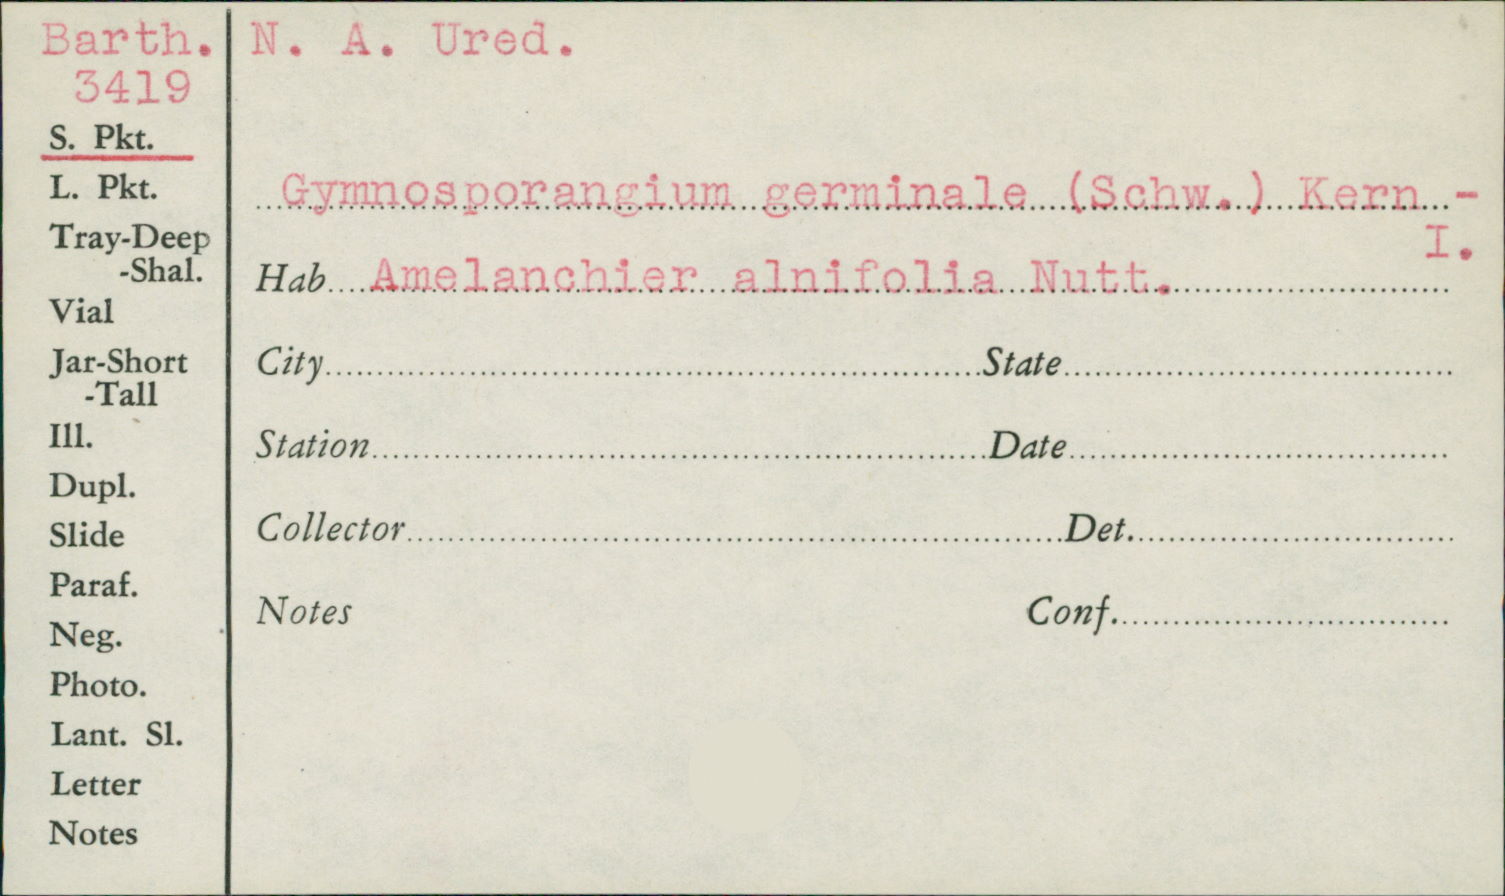 Barth. N. A. Ured.
3419
S. Pkt.
L. Pkt.
Tray-Deep
-Shal.
Vial
Jar-Short
-Tall
Ill.
Dupl.
Slide
Paraf.
Neg.
Photo.
Lant. Sl.
Letter
Notes
Gymnosporangium germinale (Schw.) Kern -
I.
Hab Amelanchier alnifolia Nutt.
City State
Station Date
Collector Det.
Notes Conf.